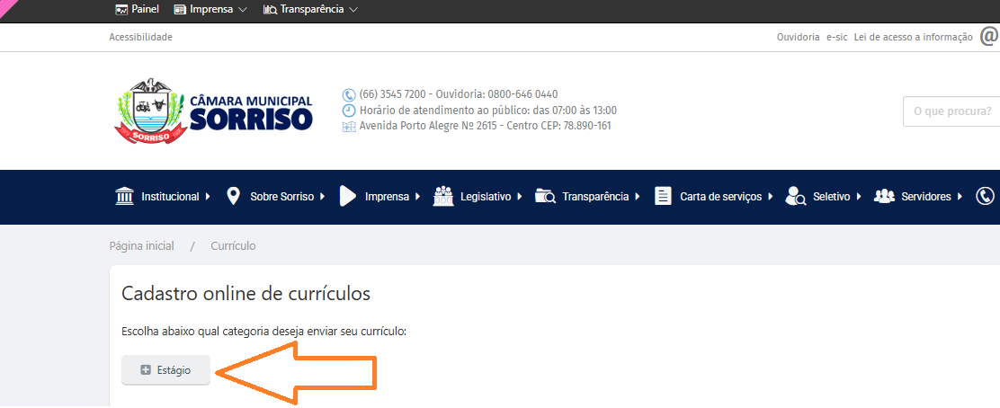 Painel Imprensa Transparência
Acessibilidade
Ouvidoria e-sic Lei de acesso a informação @
CÂMARA MUNICIPAL
SORRISO
SORRISO
(66) 3545 7200 - Ouvidoria: 0800-646 0440
Horário de atendimento ao público: das 07:00 às 13:00
Avenida Porto Alegre Nº 2615 - Centro CEP: 78.890-161
O que procura?
Institucional Sobre Sorriso Imprensa Legislativo Transparência Carta de serviços Seletivo Servidores
Página inicial / Currículo
Cadastro online de currículos
Escolha abaixo qual categoria deseja enviar seu currículo:
Estágio